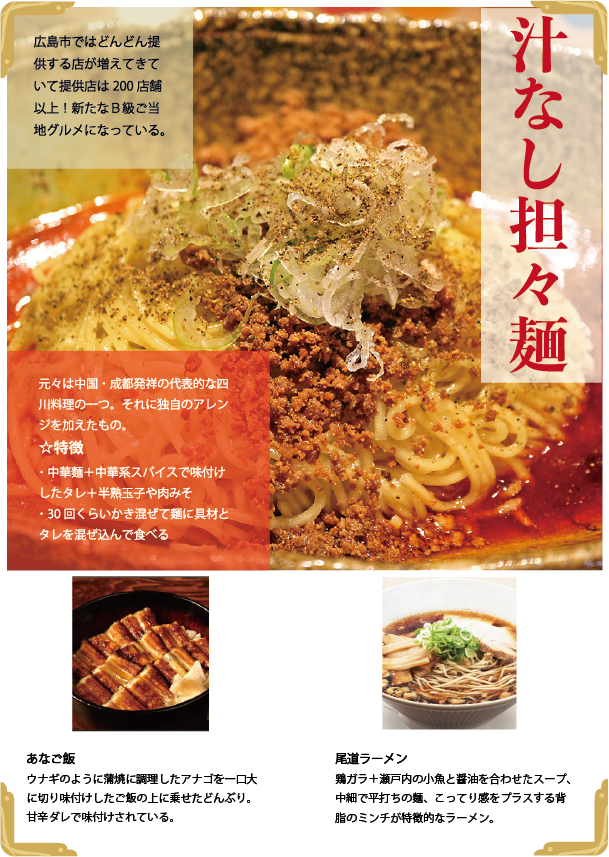 汁なし担々麺
広島市ではどんどん提
供する店が増えてきて
いて提供店は 200 店舗
以上！新たなＢ級ご当
地グルメになっている。
元々は中国・成都発祥の代表的な四
川料理の一つ。それに独自のアレン
ジを加えたもの。
☆特徴
・中華麺＋中華系スパイスで味付け
したタレ＋半熟玉子や肉みそ
・30 回くらいかき混ぜて麺に具材と
タレを混ぜ込んで食べる
あなご飯
ウナギのように蒲焼に調理したアナゴを一口大
に切り味付けしたご飯の上に乗せたどんぶり。
甘辛ダレで味付けされている。
尾道ラーメン
鶏ガラ＋瀬戸内の小魚と醤油を合わせたスープ、
中細で平打ちの麺、こってり感をプラスする背
脂のミンチが特徴的なラーメン。